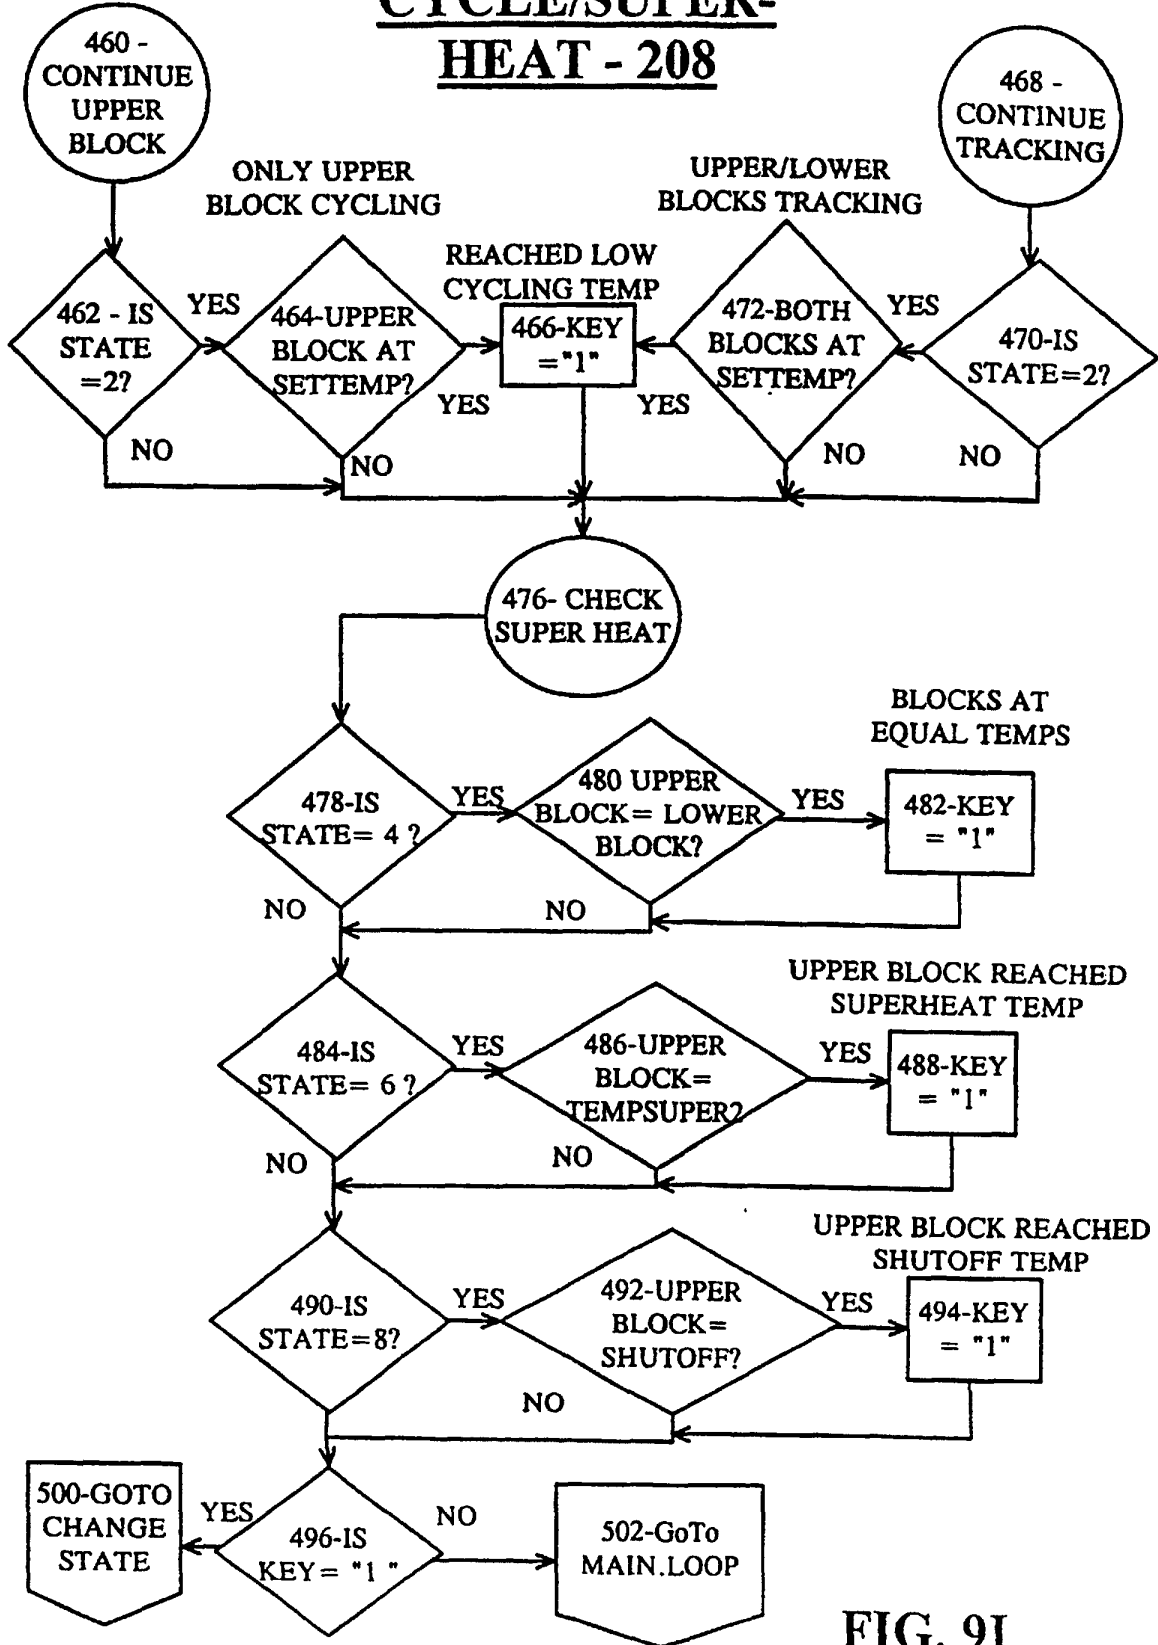 CYCLE/SUPER-
HEAT - 208
460 -
CONTINUE
UPPER
BLOCK
468 -
CONTINUE
TRACKING
ONLY UPPER
BLOCK CYCLING
UPPER/LOWER
BLOCKS TRACKING
REACHED LOW
CYCLING TEMP
462 - IS
STATE
=2?
YES
464-UPPER
BLOCK AT
SETTEMP?
YES
466-KEY
="1"
YES
472-BOTH
BLOCKS AT
SETTEMP?
YES
470-IS
STATE=2?
NO
NO
NO
NO
476- CHECK
SUPER HEAT
BLOCKS AT
EQUAL TEMPS
478-IS
STATE= 4 ?
YES
480 UPPER
BLOCK= LOWER
BLOCK?
YES
482-KEY
= "1"
NO
NO
UPPER BLOCK REACHED
SUPERHEAT TEMP
484-IS
STATE= 6 ?
YES
486-UPPER
BLOCK=
TEMPSUPER2
YES
488-KEY
= "1"
NO
NO
UPPER BLOCK REACHED
SHUTOFF TEMP
490-IS
STATE=8?
YES
492-UPPER
BLOCK=
SHUTOFF?
YES
494-KEY
= "1"
NO
500-GOTO
CHANGE
STATE
YES
496-IS
KEY= "1 "
NO
502-GoTo
MAIN.LOOP
FIG. 9I